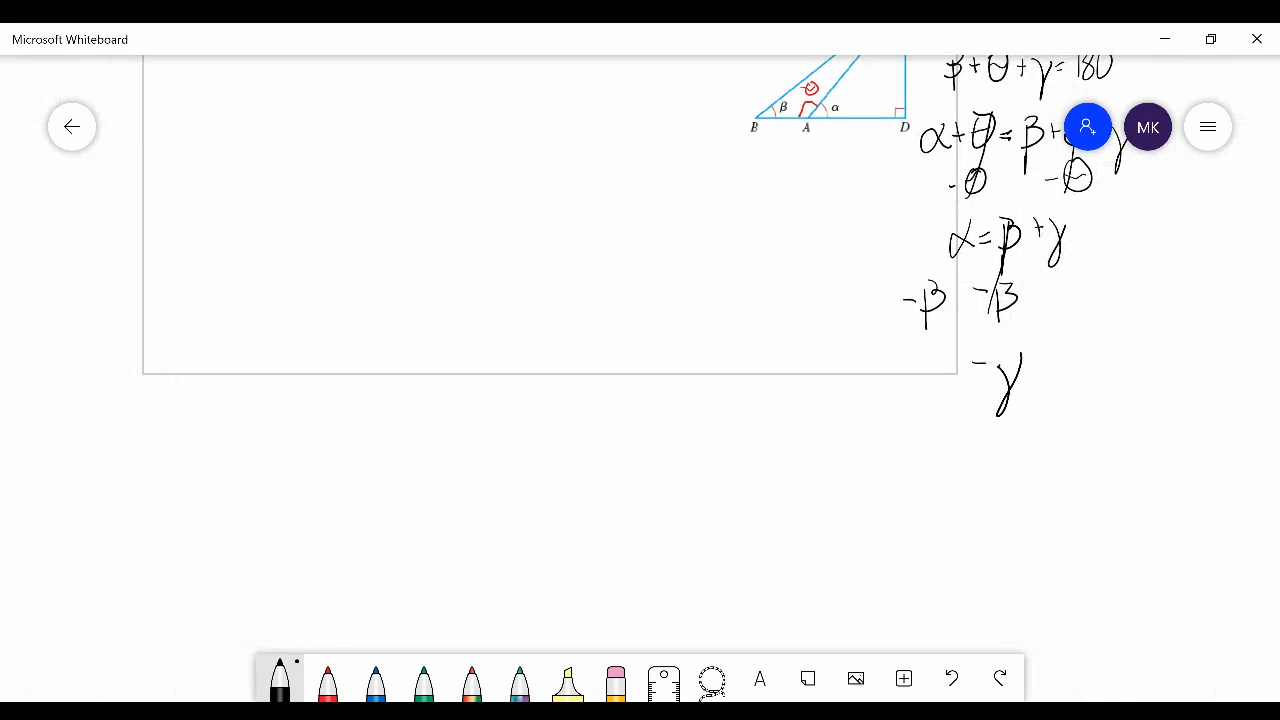 Microsoft Whiteboard
β + θ + γ = 180
θ
β
α
B
A
D
α + θ = β + γ
MK
- θ - θ
α = β + γ
- β - β
- γ
A